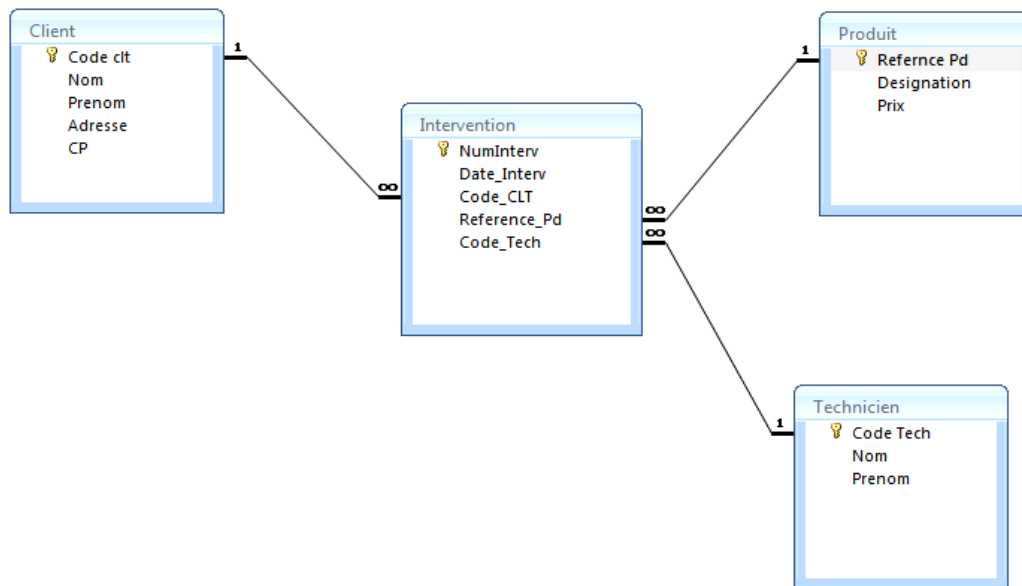 Client
Code clt
Nom
Prenom
Adresse
CP
1
∞
Intervention
NumInterv
Date_Interv
Code_CLT
Reference_Pd
Code_Tech
∞
∞
1
Produit
Refernce Pd
Designation
Prix
1
Technicien
Code Tech
Nom
Prenom